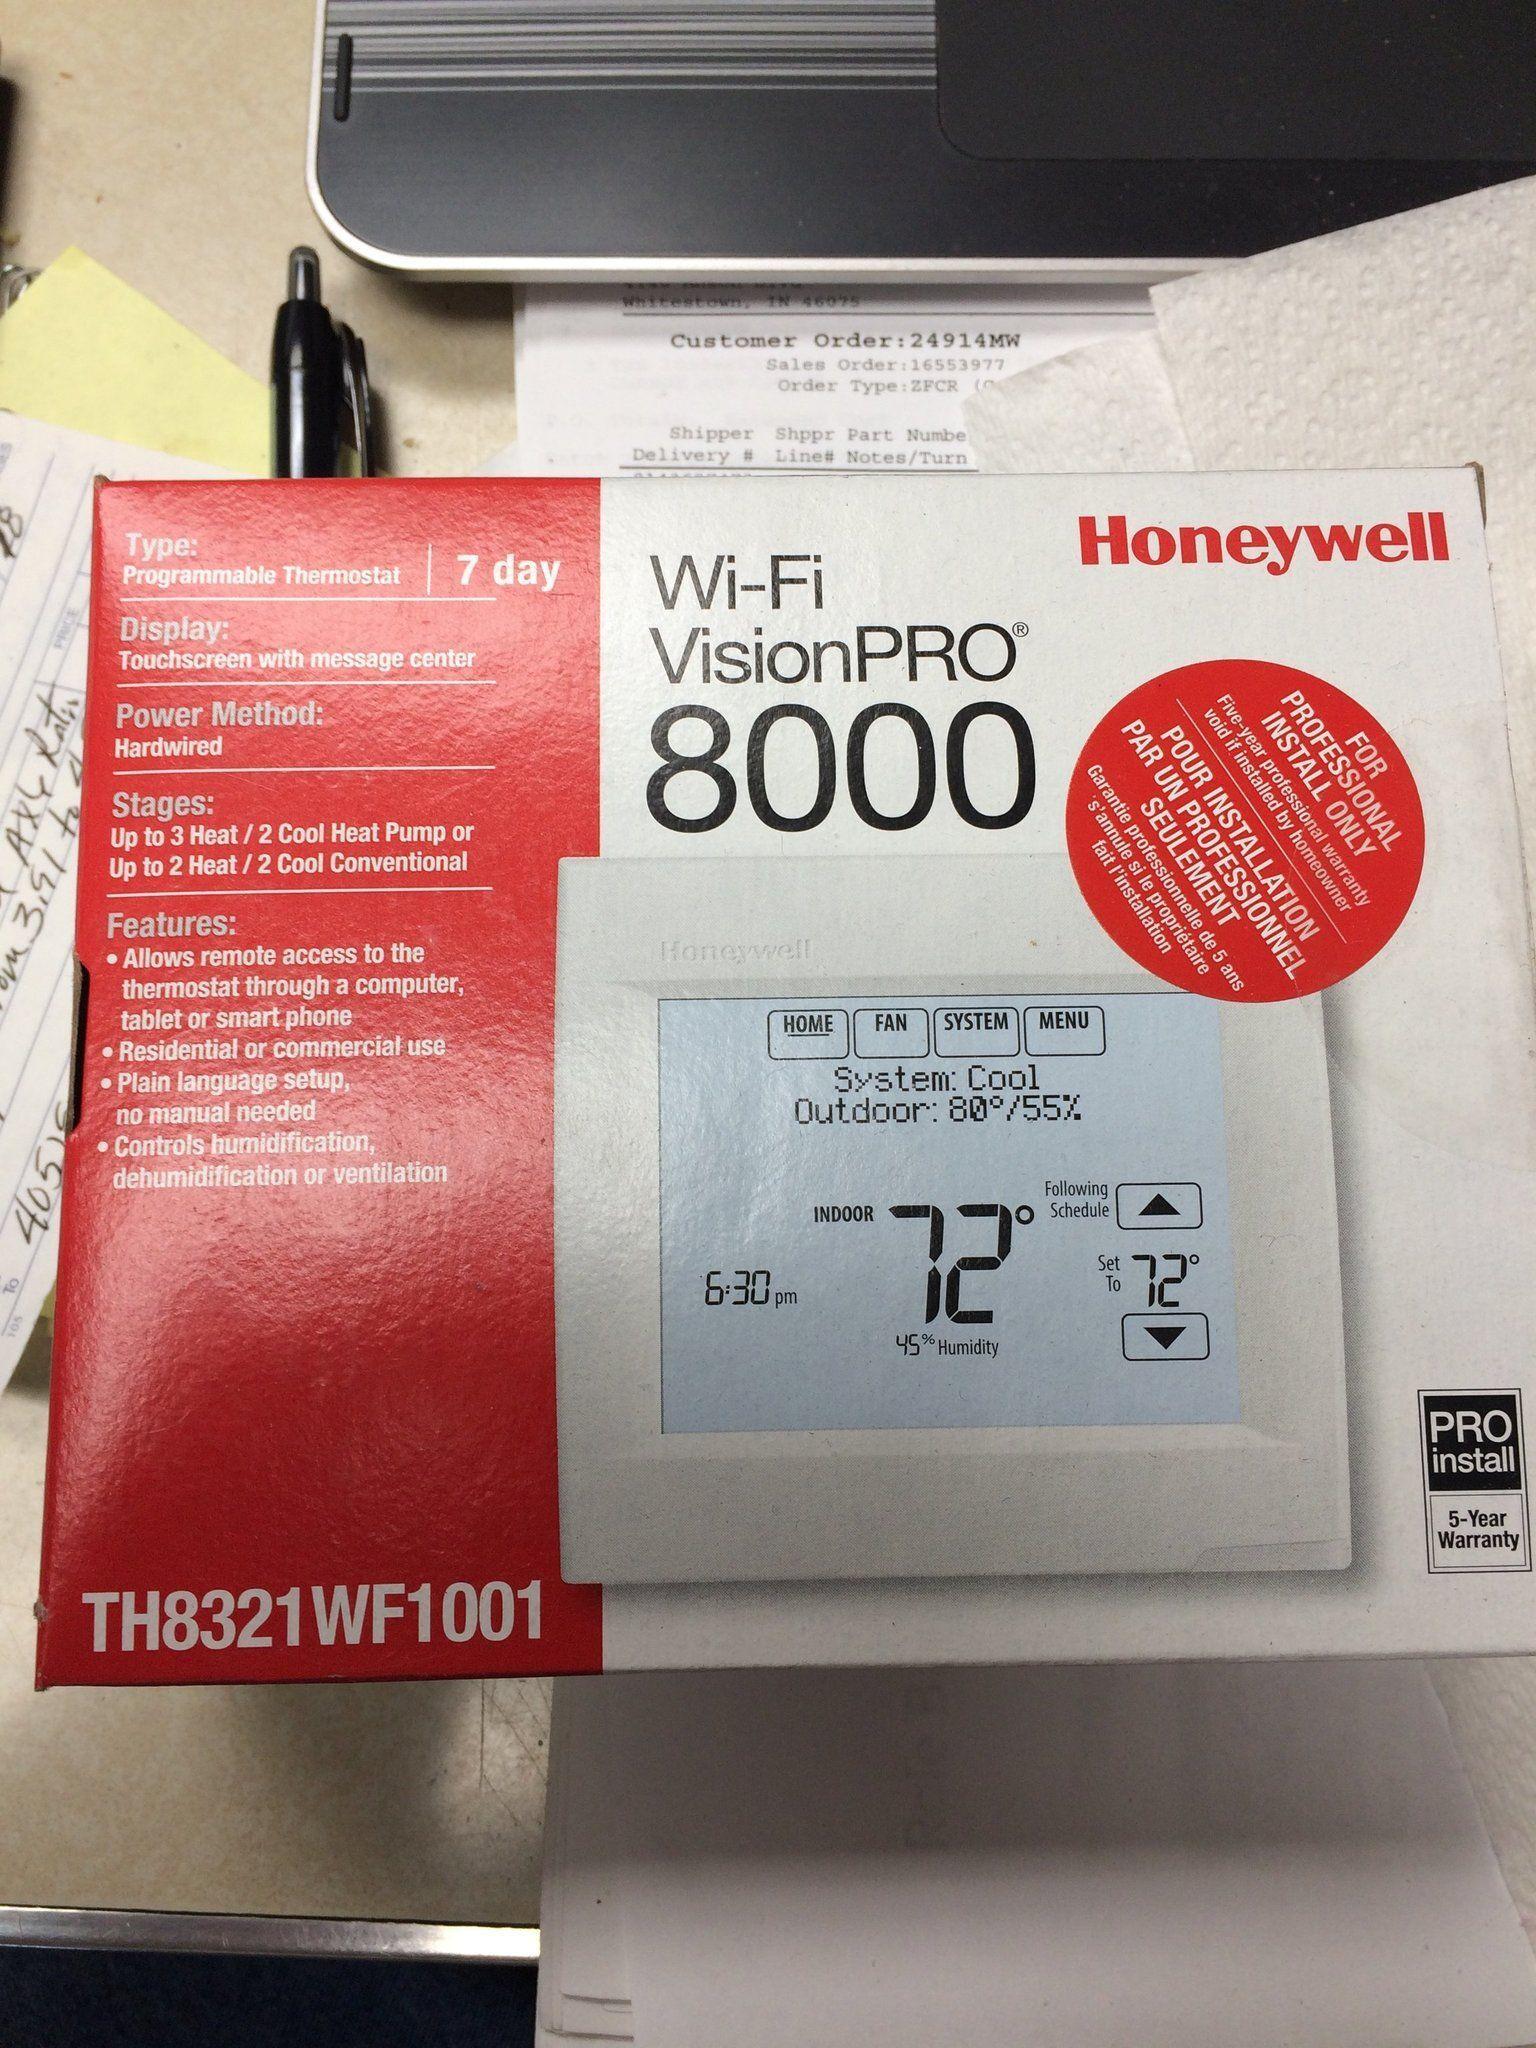 Whitestown, IN 46075
Customer Order:24914MW
Sales Order:16553977
Order Type:ZFCR
Shipper Shppr Part Numbe
Delivery # Line# Notes/Turn
Type:
Programmable Thermostat
7 day
Display:
Touchscreen with message center
Power Method:
Hardwired
Stages:
Up to 3 Heat / 2 Cool Heat Pump or
Up to 2 Heat / 2 Cool Conventional
Features:
• Allows remote access to the
thermostat through a computer,
tablet or smart phone
• Residential or commercial use
• Plain language setup,
no manual needed
• Controls humidification,
dehumidification or ventilation
TH8321WF1001
Honeywell
Wi-Fi
VisionPRO®
8000
FOR
PROFESSIONAL
INSTALL ONLY
Five-year professional warranty
void if installed by homeowner
POUR INSTALLATION
PAR UN PROFESSIONNEL
SEULEMENT
Garantie professionnelle de 5 ans
s'annule si le propriétaire
fait l'installation
Honeywell
HOME FAN SYSTEM MENU
System: Cool
Outdoor: 80°/55%
Following
Schedule
INDOOR 72°
Set
To 72°
6:30 pm
45% Humidity
PRO
install
5-Year
Warranty
from 3.91 to
405
To